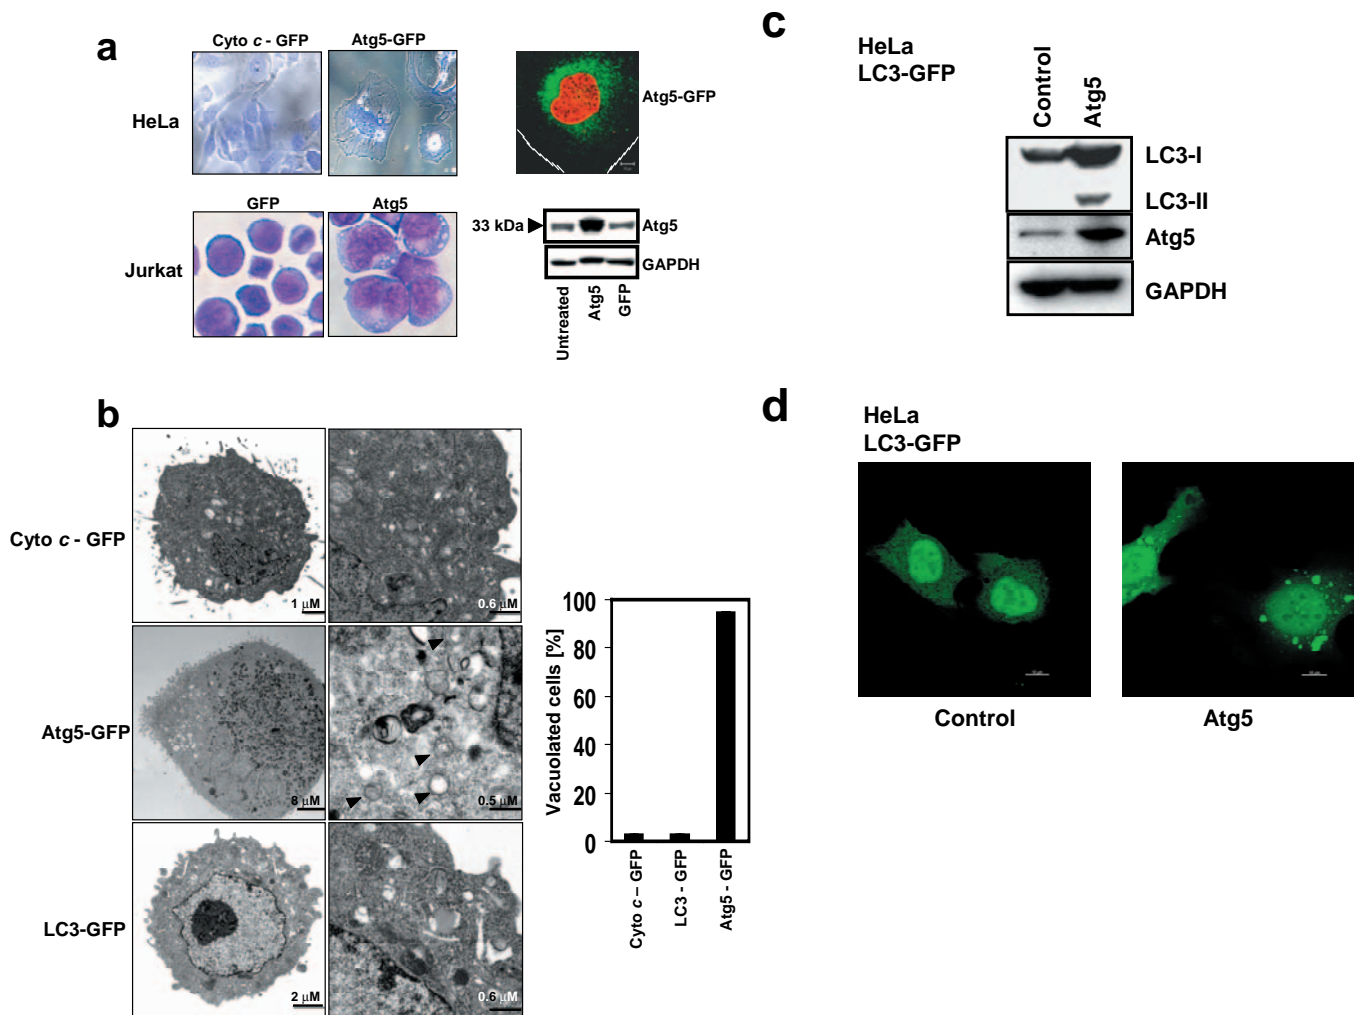 a
Cyto c - GFP
Atg5-GFP
HeLa
Atg5-GFP
GFP
Atg5
Jurkat
33 kDa
Atg5
GAPDH
Untreated
Atg5
GFP
b
Cyto c - GFP
1 µM
0.6 µM
Atg5-GFP
8 µM
0.5 µM
LC3-GFP
2 µM
0.6 µM
Vacuolated cells [%]
100
80
60
40
20
0
Cyto c – GFP
LC3 - GFP
Atg5 - GFP
c
HeLa
LC3-GFP
Control
Atg5
LC3-I
LC3-II
Atg5
GAPDH
d
HeLa
LC3-GFP
Control
Atg5